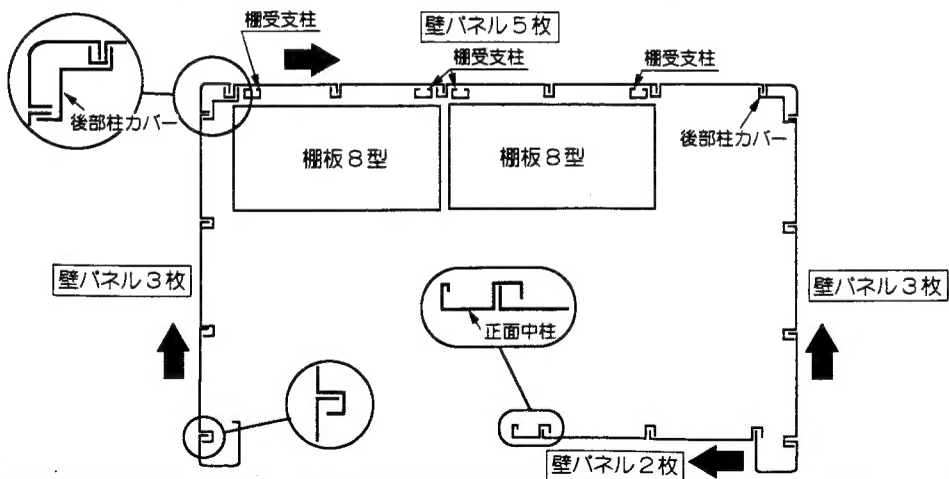 棚受支柱
壁パネル5枚
棚受支柱
棚受支柱
後部柱カバー
後部柱カバー
棚板8型
棚板8型
壁パネル3枚
壁パネル3枚
正面中柱
壁パネル2枚